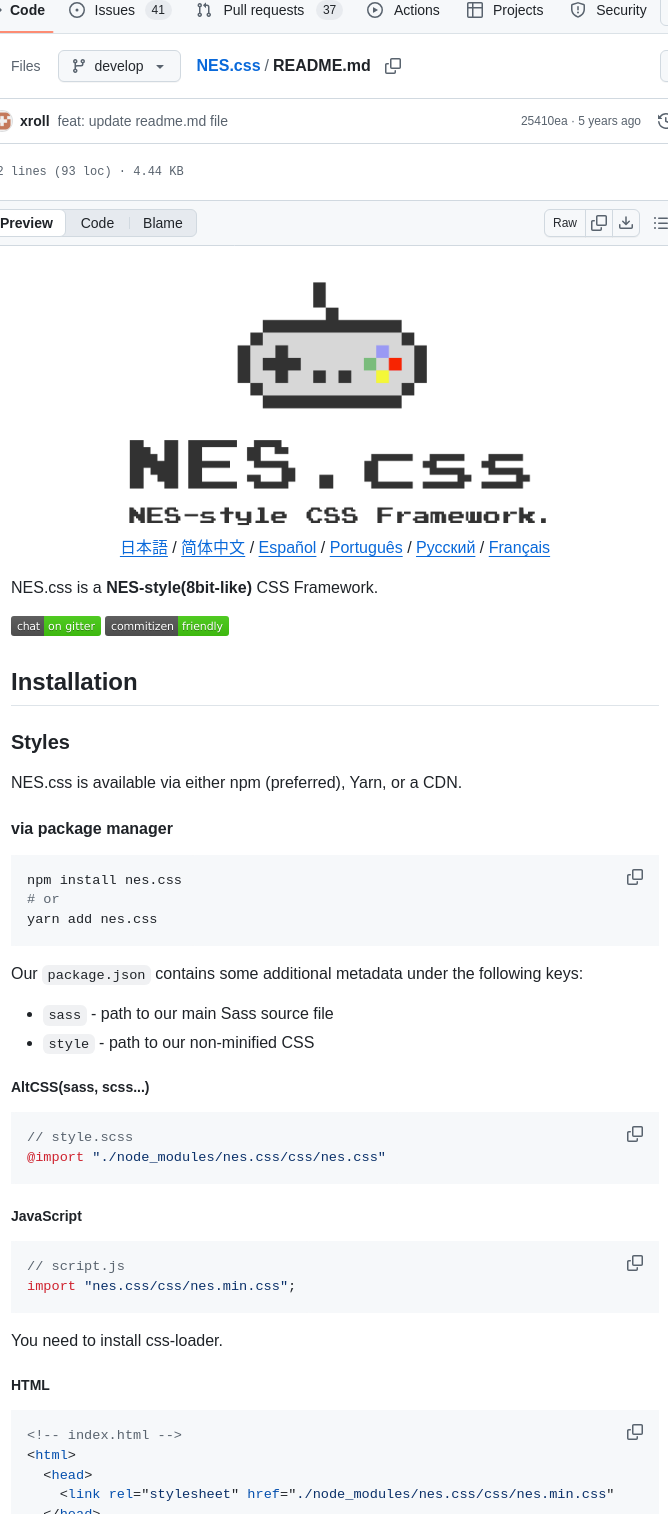 Code Issues 41 Pull requests 37 Actions Projects Security
Files develop NES.css / README.md
xroll feat: update readme.md file 25410ea · 5 years ago
2 lines (93 loc) · 4.44 KB
Preview Code Blame Raw
NES.css
NES-style CSS Framework.
日本語 / 简体中文 / Español / Português / Русский / Français
NES.css is a NES-style(8bit-like) CSS Framework.
chat on gitter commitizen friendly
Installation
Styles
NES.css is available via either npm (preferred), Yarn, or a CDN.
via package manager
npm install nes.css
# or
yarn add nes.css
Our package.json contains some additional metadata under the following keys:
• sass - path to our main Sass source file
• style - path to our non-minified CSS
AltCSS(sass, scss...)
// style.scss
@import "./node_modules/nes.css/css/nes.css"
JavaScript
// script.js
import "nes.css/css/nes.min.css";
You need to install css-loader.
HTML
<!-- index.html -->
<html>
<head>
<link rel="stylesheet" href="./node_modules/nes.css/css/nes.min.css"
</head>